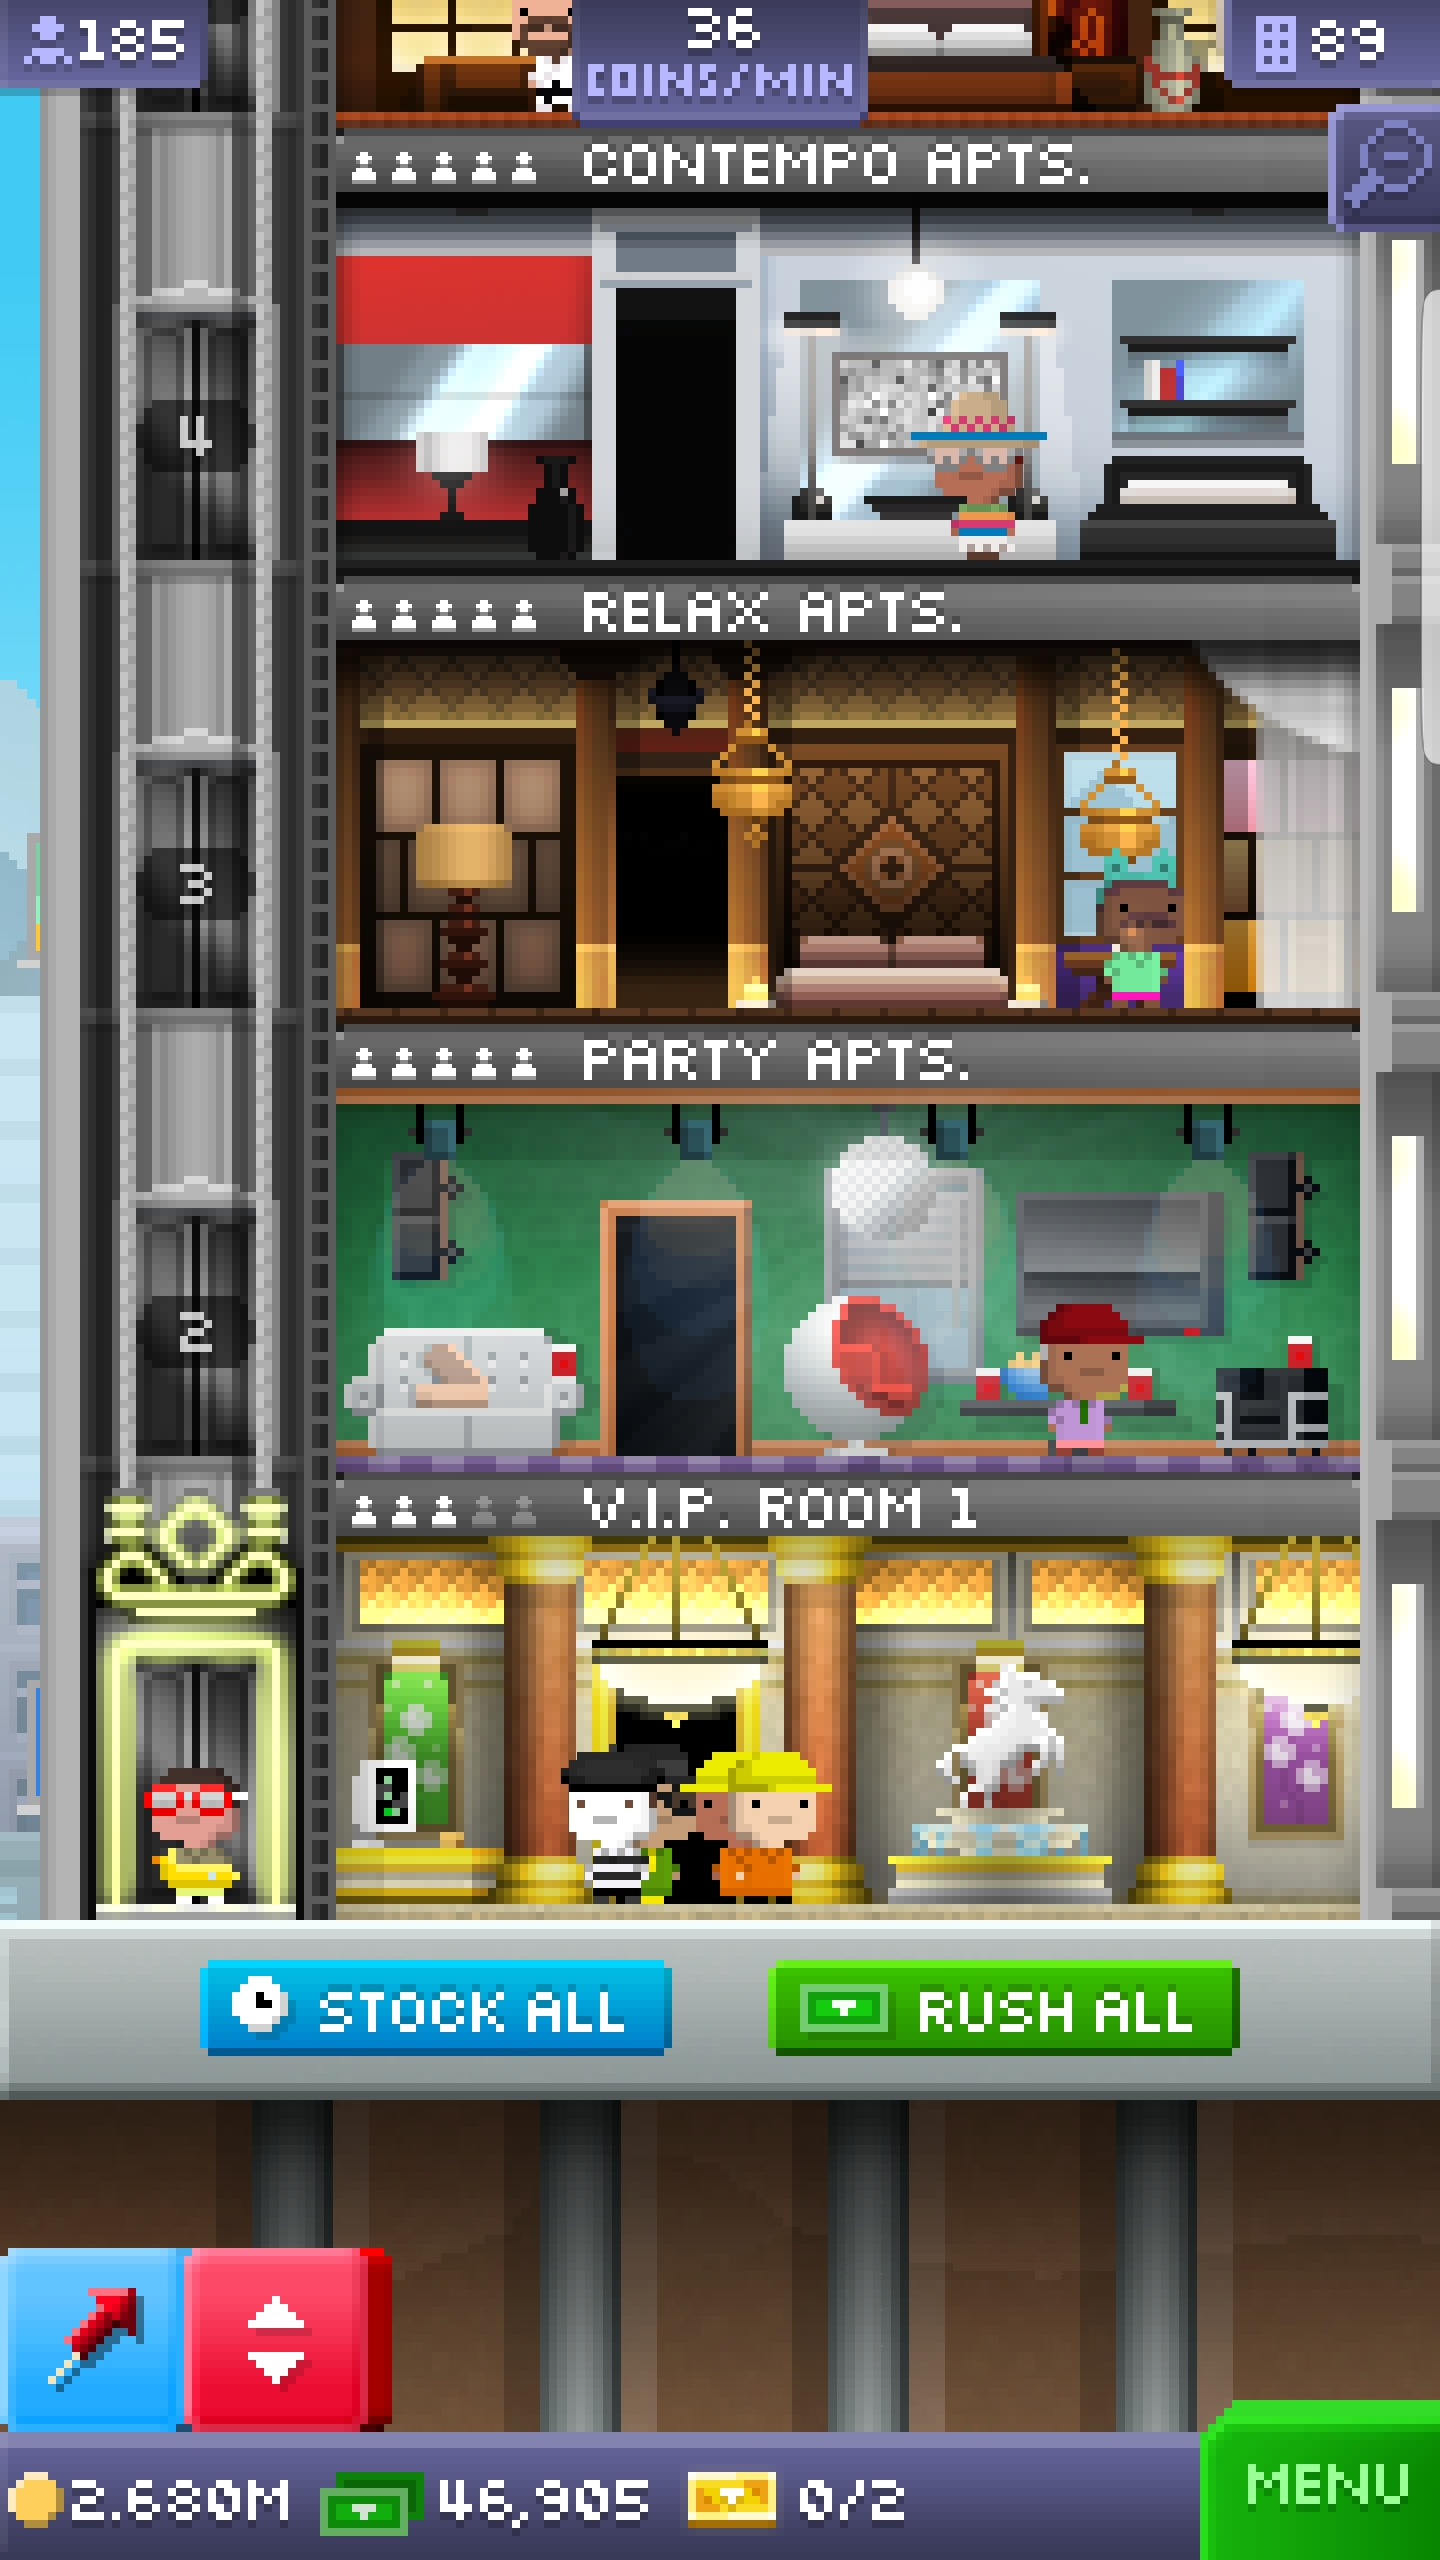 185
36
COINS/MIN
89
CONTEMPO APTS.
4
RELAX APTS.
3
PARTY APTS.
2
V.I.P. ROOM 1
STOCK ALL
RUSH ALL
2.680M
46,905
0/2
MENU